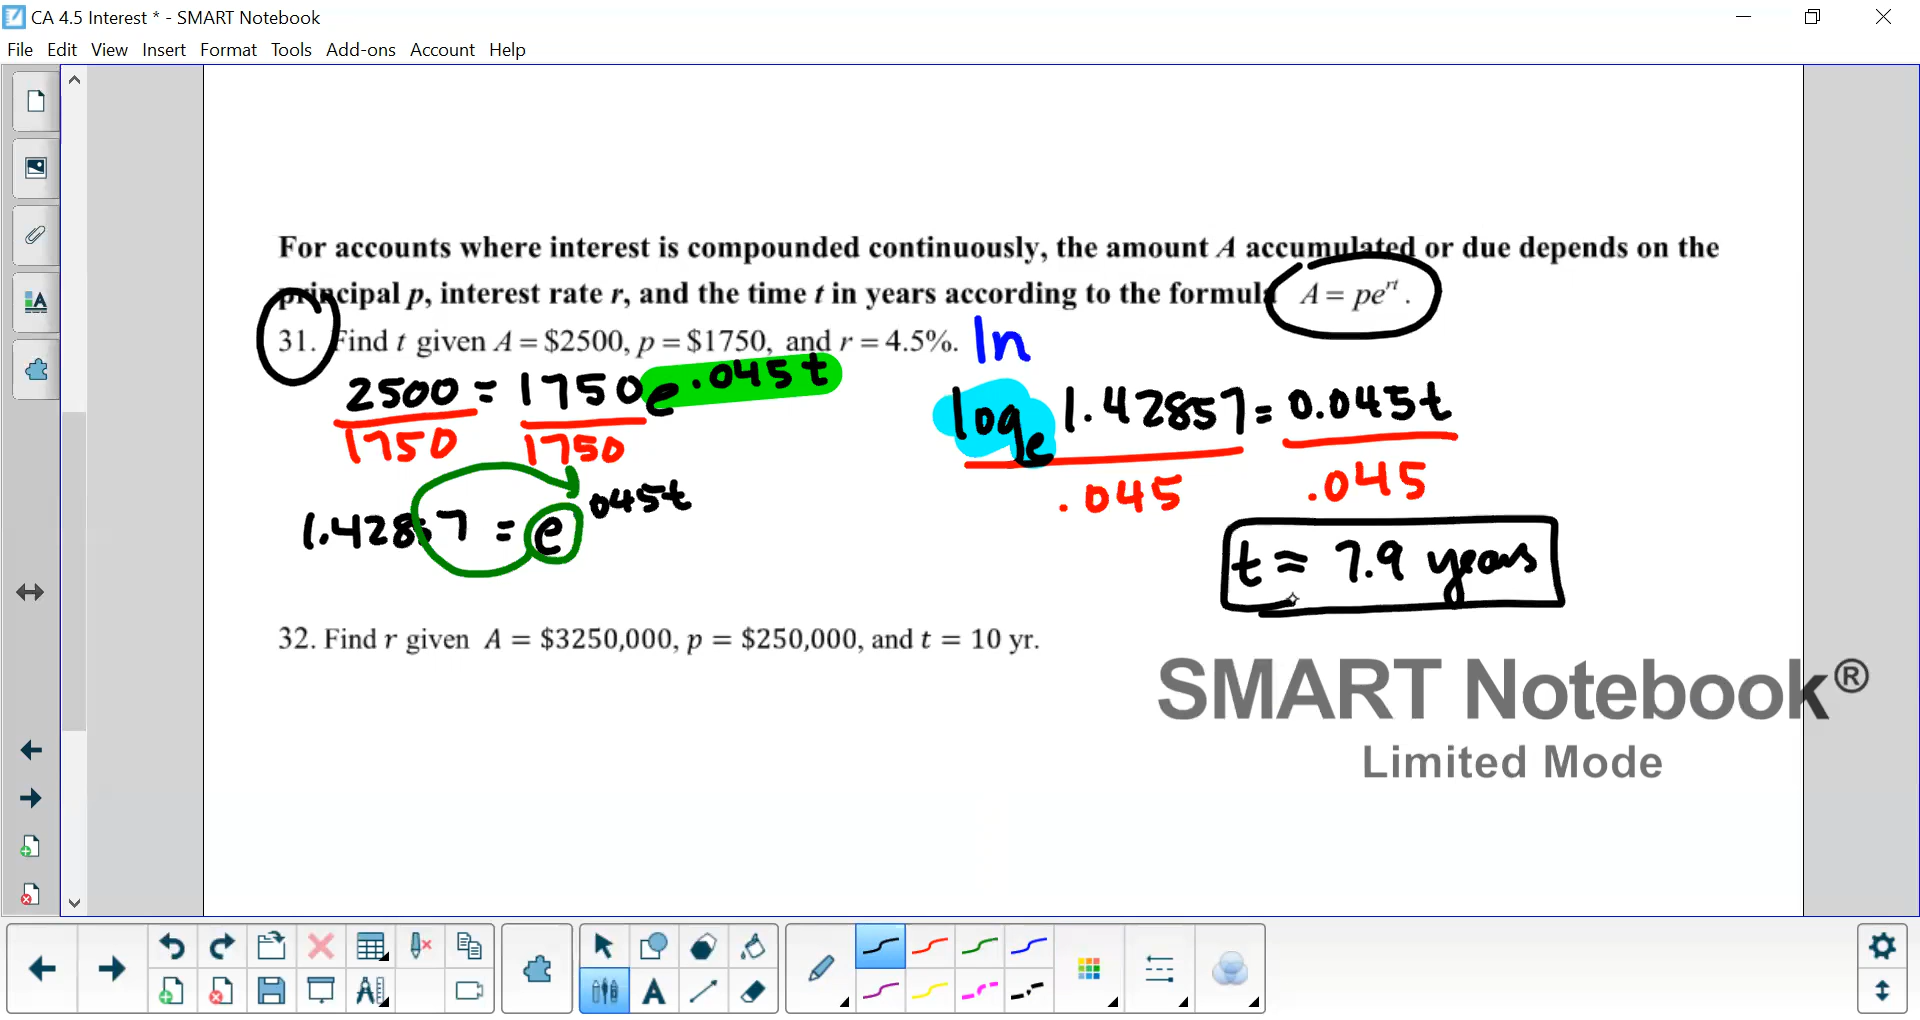 CA 4.5 Interest * - SMART Notebook
File Edit View Insert Format Tools Add-ons Account Help
For accounts where interest is compounded continuously, the amount A accumulated or due depends on the
principal p, interest rate r, and the time t in years according to the formula A = pe^rt.
31. Find t given A = $2500, p = $1750, and r = 4.5%.
ln
2500 = 1750e^.045t
1750 1750
1.42857 = e^.045t
log_e 1.42857 = 0.045t
.045 .045
t ≈ 7.9 years
32. Find r given A = $3250,000, p = $250,000, and t = 10 yr.
SMART Notebook®
Limited Mode